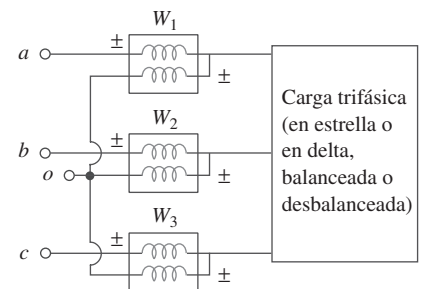 W1
a
±
±
Carga trifásica
(en estrella o
en delta,
balanceada o
desbalanceada)
W2
b
±
o
±
W3
c
±
±